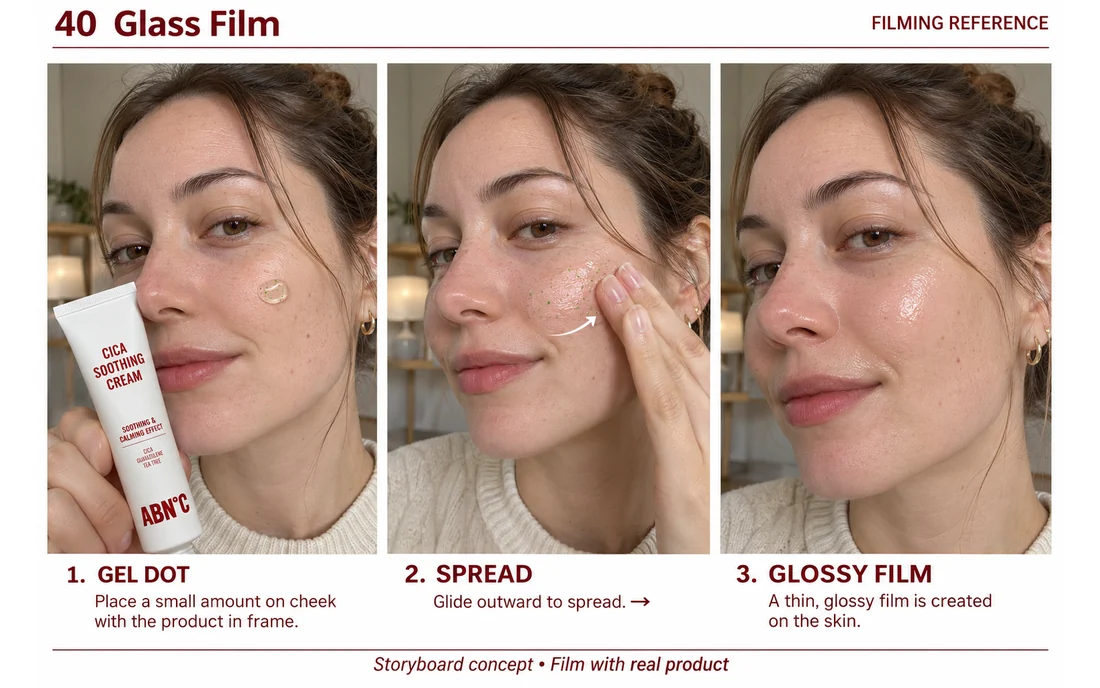 40 Glass Film
FILMING REFERENCE
CICA
SOOTHING
CREAM
SOOTHING &
CALMING EFFECT
CICA
GUAIAZULENE
TEA TREE
ABN°C
1. GEL DOT
Place a small amount on cheek
with the product in frame.
2. SPREAD
Glide outward to spread. →
3. GLOSSY FILM
A thin, glossy film is created
on the skin.
Storyboard concept • Film with real product